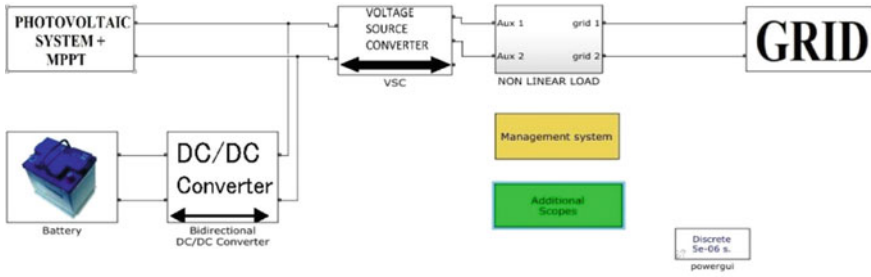 PHOTOVOLTAIC
SYSTEM +
MPPT
VOLTAGE
SOURCE
CONVERTER
VSC
Aux 1
grid 1
Aux 2
grid 2
NON LINEAR LOAD
GRID
Battery
DC/DC
Converter
Bidirectional
DC/DC Converter
Management system
Additional
Scopes
Discrete
5e-06 s.
powergui